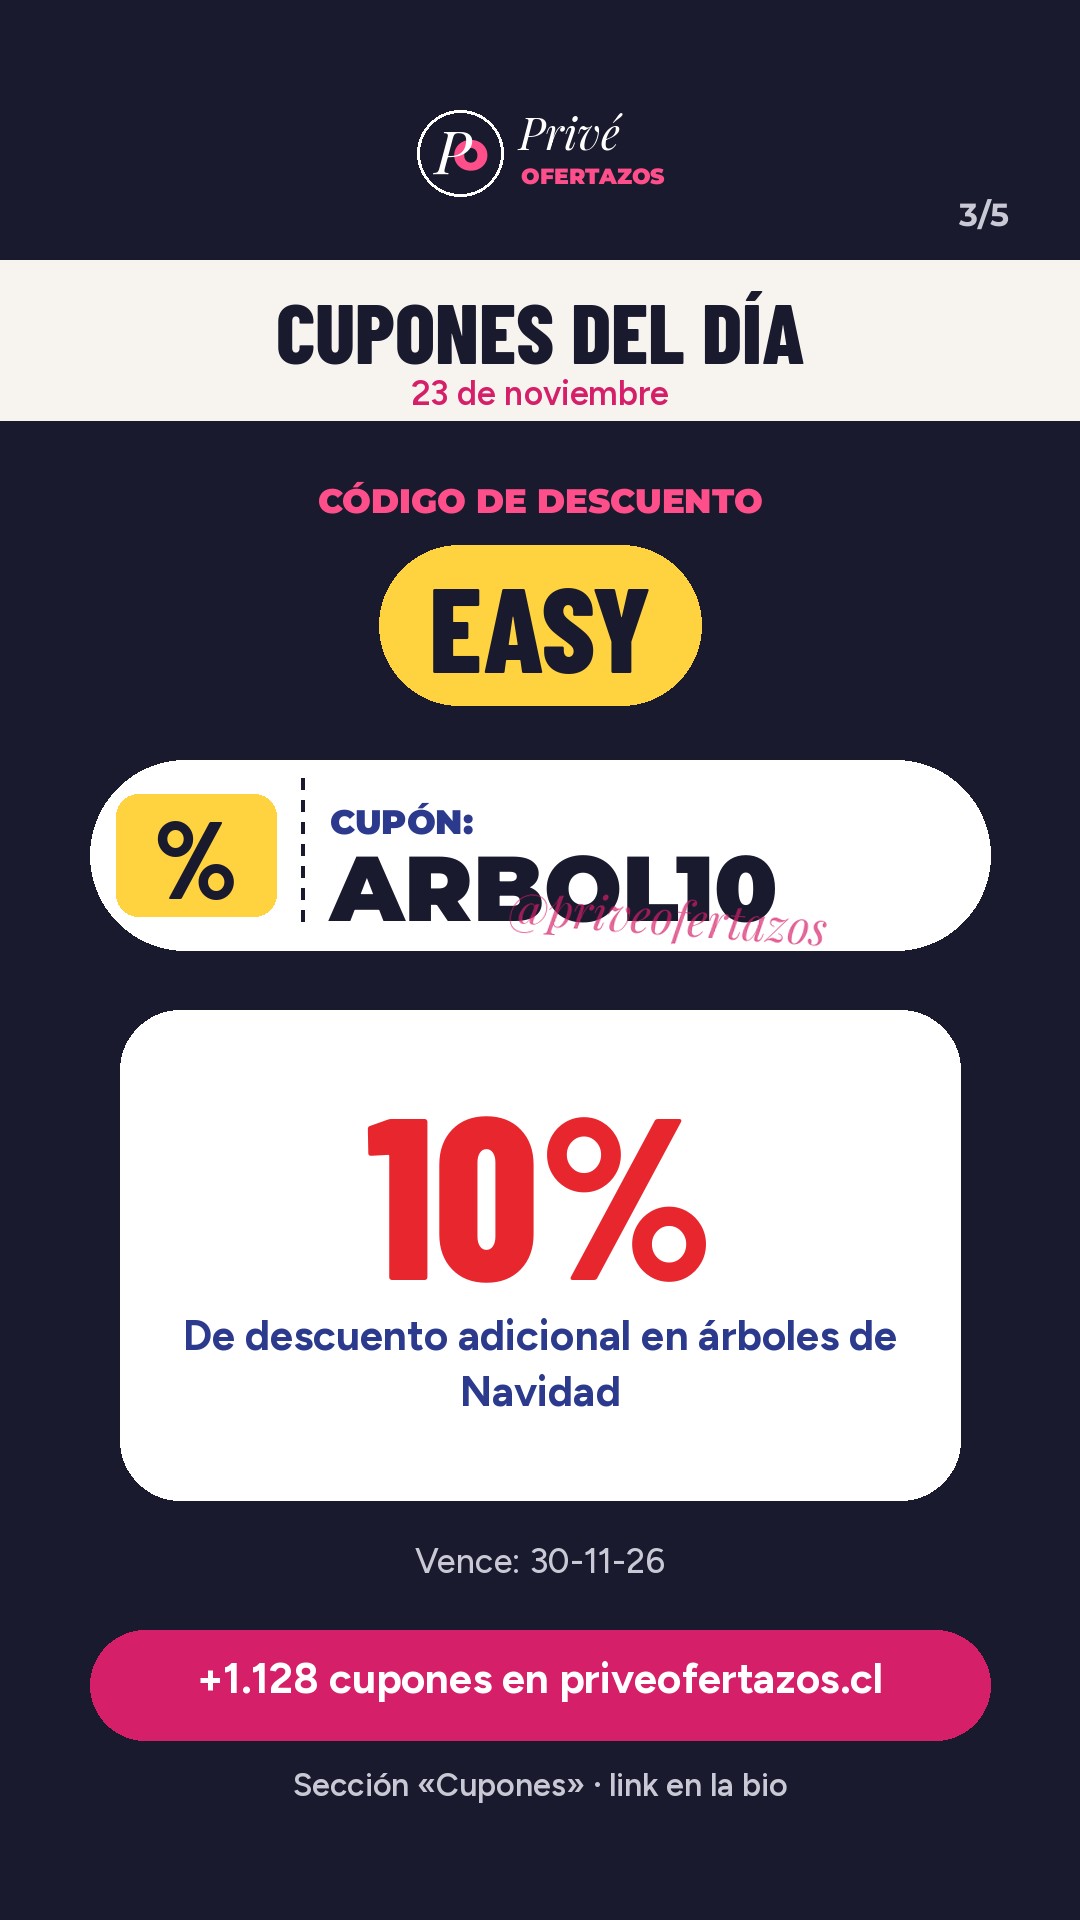 Po
Privé
OFERTAZOS
3/5
CUPONES DEL DÍA
23 de noviembre
CÓDIGO DE DESCUENTO
EASY
%
CUPÓN:
ARBOL10
@priveofertazos
10%
De descuento adicional en árboles de
Navidad
Vence: 30-11-26
+1.128 cupones en priveofertazos.cl
Sección «Cupones» · link en la bio